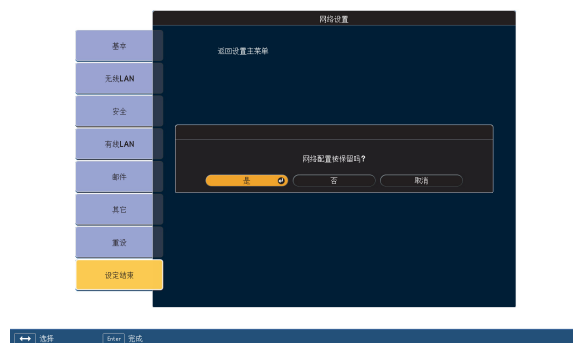 网络设置
基本
返回设置主菜单
无线LAN
安全
有线LAN
网络配置被保留吗?
邮件
是
否
取消
其它
重设
设定结束
选择
Enter 完成